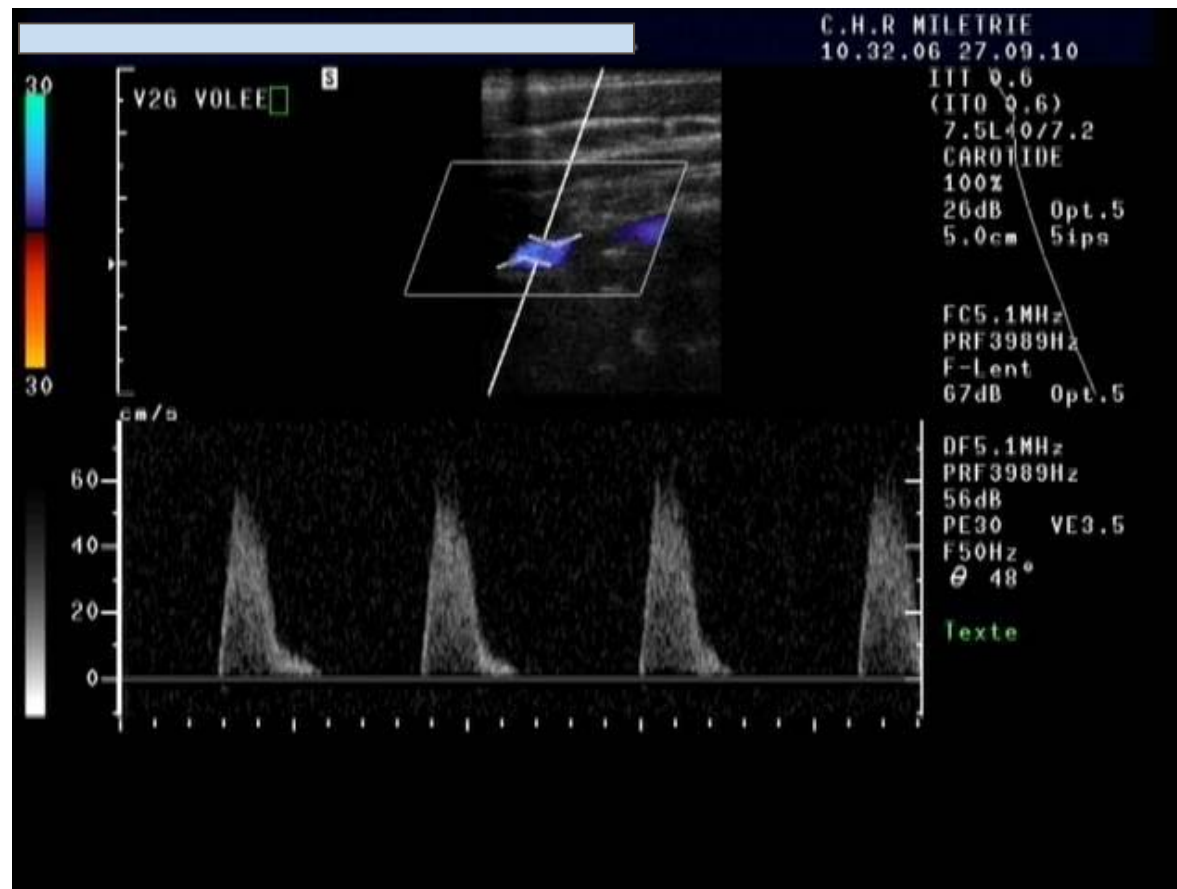 C.H.R MILETRIE
10.32.06 27.09.10
30
V2G VOLEE
S
ITT 0.6
(ITO 0.6)
7.5L40/7.2
CAROTIDE
100%
26dB Opt.5
5.0cm 5ips
30
FC5.1MHz
PRF3989Hz
F-Lent
67dB Opt.5
cm/s
60
40
20
0
DF5.1MHz
PRF3989Hz
56dB
PE30 VE3.5
F50Hz
θ 48°
Texte